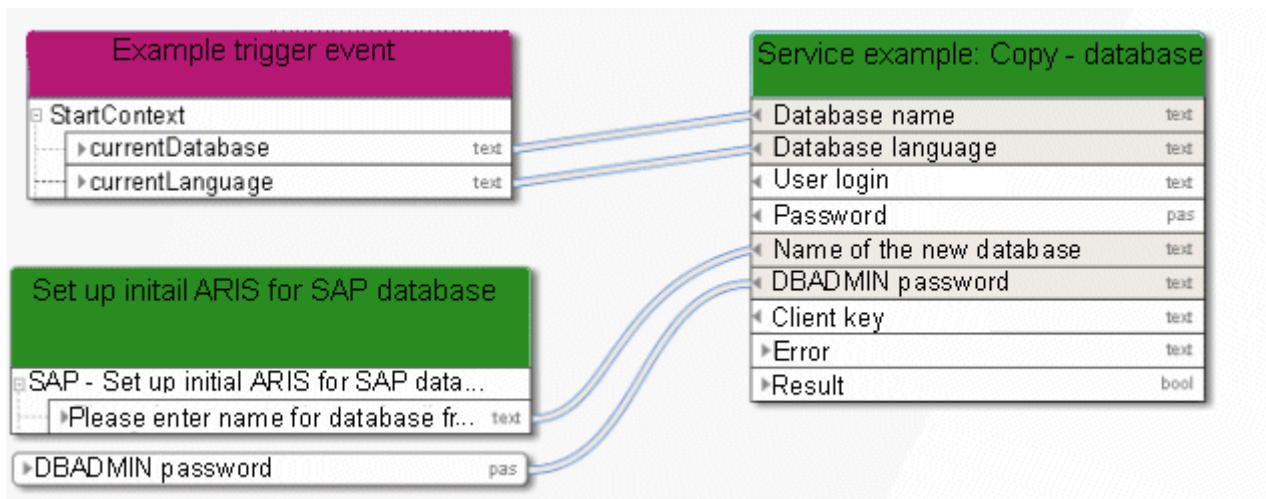 Example trigger event
StartContext
currentDatabase text
currentLanguage text
Set up initail ARIS for SAP database
SAP - Set up initial ARIS for SAP data...
Please enter name for database fr... text
DBADMIN password pas
Service example: Copy - database
Database name text
Database language text
User login text
Password pas
Name of the new database text
DBADMIN password text
Client key text
Error text
Result bool